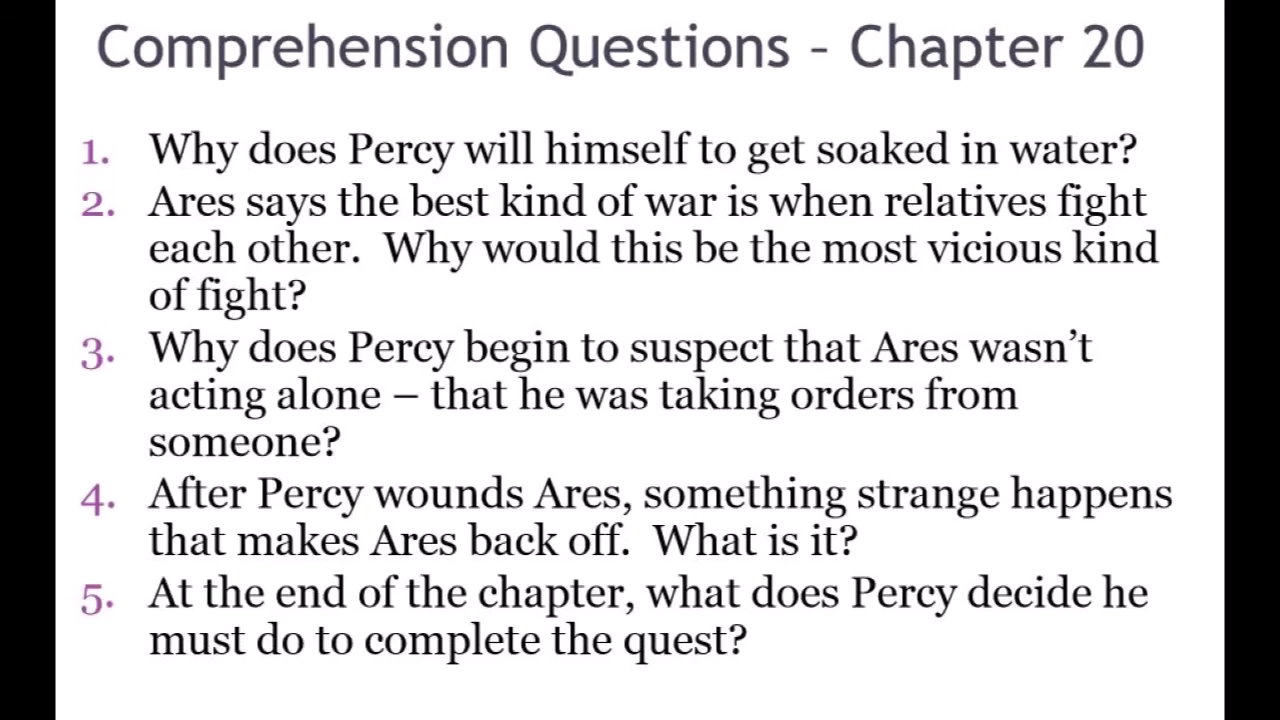 Comprehension Questions – Chapter 20
1. Why does Percy will himself to get soaked in water?
2. Ares says the best kind of war is when relatives fight
each other.  Why would this be the most vicious kind
of fight?
3. Why does Percy begin to suspect that Ares wasn’t
acting alone – that he was taking orders from
someone?
4. After Percy wounds Ares, something strange happens
that makes Ares back off.  What is it?
5. At the end of the chapter, what does Percy decide he
must do to complete the quest?